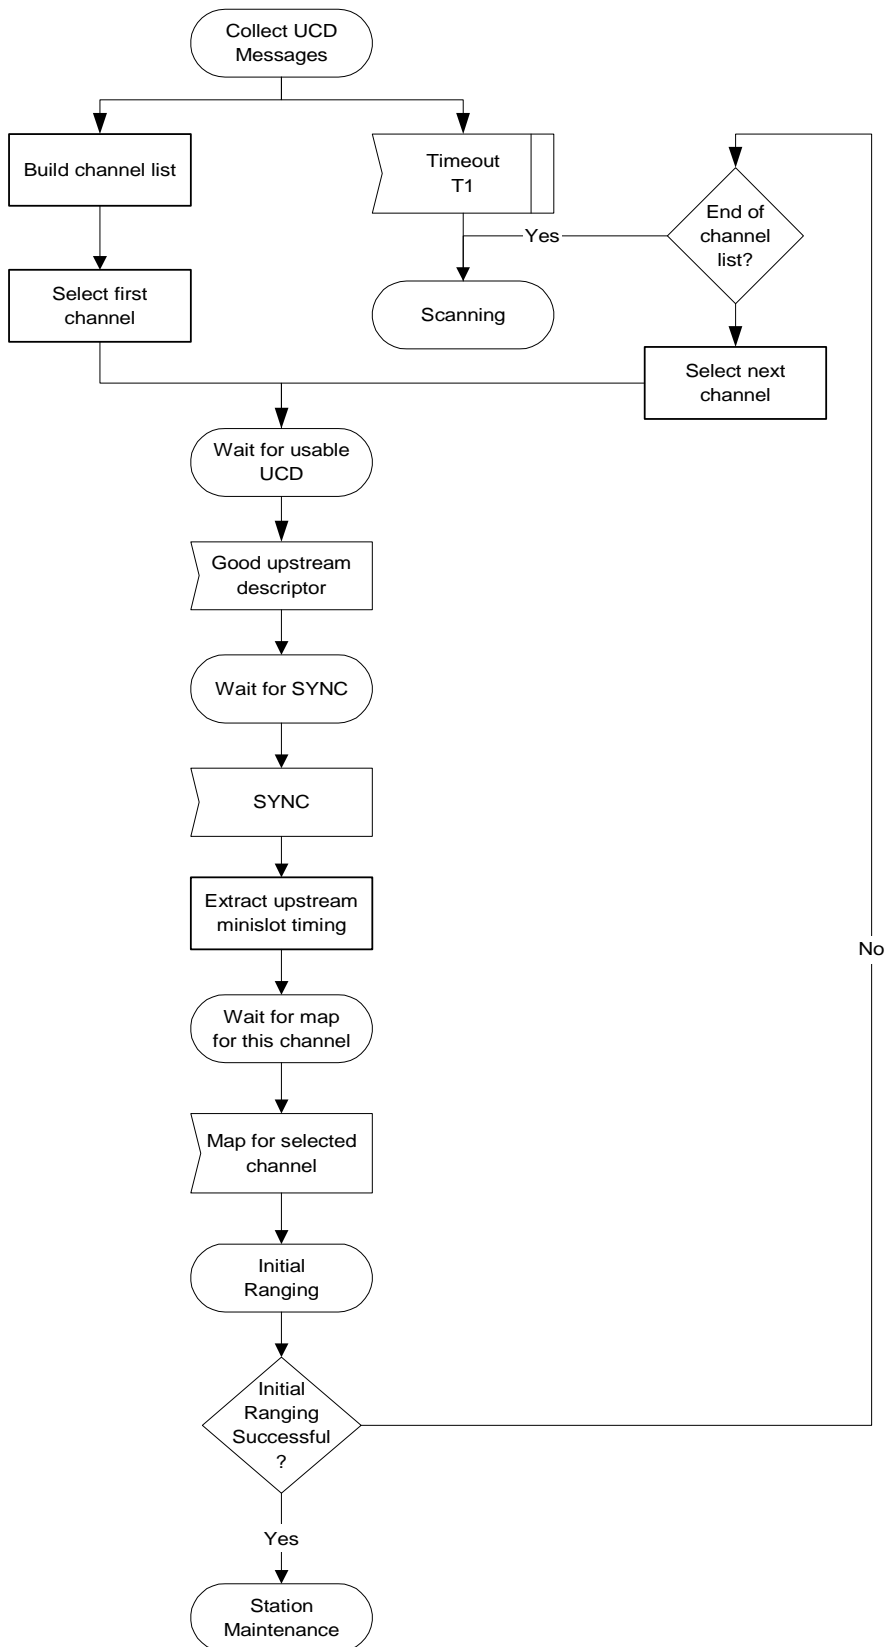 Collect UCD
Messages
Build channel list
Timeout
T1
End of
channel
list?
Yes
Select first
channel
Scanning
Select next
channel
Wait for usable
UCD
Good upstream
descriptor
Wait for SYNC
SYNC
Extract upstream
minislot timing
No
Wait for map
for this channel
Map for selected
channel
Initial
Ranging
Initial
Ranging
Successful
?
Yes
Station
Maintenance